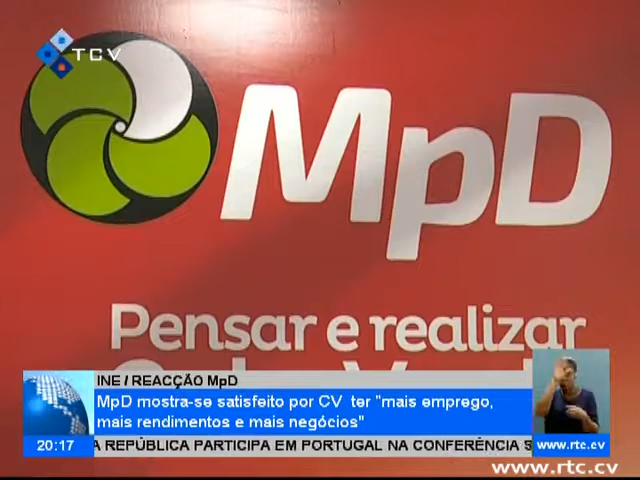 TCV
MpD
Pensar e realizar
INE / REACÇÃO MpD
MpD mostra-se satisfeito por CV ter "mais emprego,
mais rendimentos e mais negócios"
20:17
A REPÚBLICA PARTICIPA EM PORTUGAL NA CONFERÊNCIA S
www.rtc.cv
www.rtc.cv